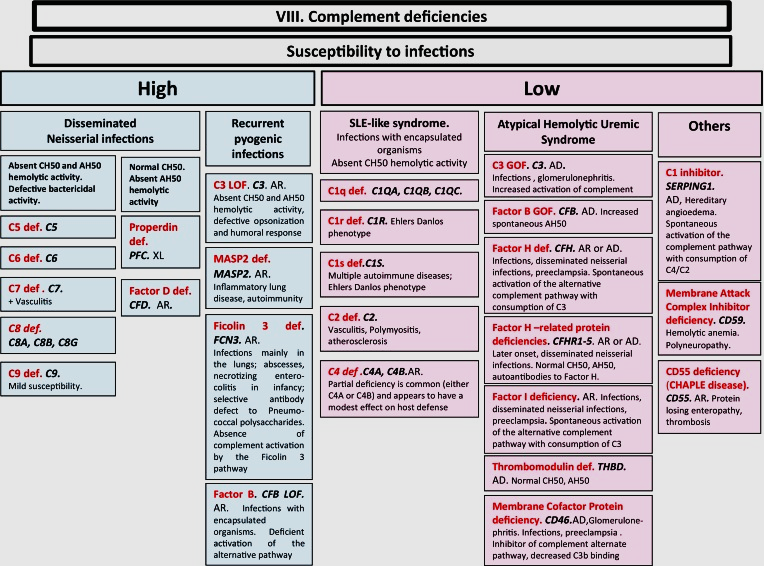 VIII. Complement deficiencies
Susceptibility to infections
High
Disseminated
Neisserial infections
Absent CH50 and AH50
hemolytic activity.
Defective bactericidal
activity.
C5 def. C5
C6 def. C6
C7 def . C7.
+ Vasculitis
C8 def.
C8A, C8B, C8G
C9 def. C9.
Mild susceptibility.
Normal CH50.
Absent AH50
hemolytic
activity
Properdin
def.
PFC. XL
Factor D def.
CFD. AR.
Recurrent
pyogenic
infections
C3 LOF. C3. AR.
Absent CH50 and AH50
hemolytic activity,
defective opsonization
and humoral response
MASP2 def.
MASP2. AR.
Inflammatory lung
disease, autoimmunity
Ficolin 3 def.
FCN3. AR.
Infections mainly in
the lungs; abscesses,
necrotizing entero-
colitis in infancy;
selective antibody
defect to Pneumo-
coccal polysaccharides.
Absence of
complement activation
by the Ficolin 3
pathway
Factor B. CFB LOF.
AR. Infections with
encapsulated
organisms. Deficient
activation of the
alternative pathway
Low
SLE-like syndrome.
Infections with encapsulated
organisms
Absent CH50 hemolytic activity
C1q def. C1QA, C1QB, C1QC.
C1r def. C1R. Ehlers Danlos
phenotype
C1s def.C1S.
Multiple autoimmune diseases;
Ehlers Danlos phenotype
C2 def. C2.
Vasculitis, Polymyositis,
atherosclerosis
C4 def .C4A, C4B.AR.
Partial deficiency is common (either
C4A or C4B) and appears to have
a modest effect on host defense
Atypical Hemolytic Uremic
Syndrome
C3 GOF. C3. AD.
Infections , glomerulonephritis.
Increased activation of complement
Factor B GOF. CFB. AD. Increased
spontaneous AH50
Factor H def. CFH. AR or AD.
Infections, disseminated neisserial
infections, preeclampsia. Spontaneous
activation of the alternative
complement pathway with
consumption of C3
Factor H –related protein
deficiencies. CFHR1-5. AR or AD.
Later onset, disseminated neisserial
infections. Normal CH50, AH50,
autoantibodies to Factor H.
Factor I deficiency. AR. Infections,
disseminated neisserial infections,
preeclampsia. Spontaneous activation
of the alternative complement
pathway with consumption of C3
Thrombomodulin def. THBD.
AD. Normal CH50, AH50
Membrane Cofactor Protein
deficiency. CD46.AD,Glomerulone-
phritis. Infections, preeclampsia .
Inhibitor of complement alternate
pathway, decreased C3b binding
Others
C1 inhibitor.
SERPING1.
AD, Hereditary
angioedema.
Spontaneous
activation of the
complement pathway
with consumption of
C4/C2
Membrane Attack
Complex Inhibitor
deficiency. CD59.
Hemolytic anemia.
Polyneuropathy.
CD55 deficiency
(CHAPLE disease).
CD55. AR. Protein
losing enteropathy,
thrombosis